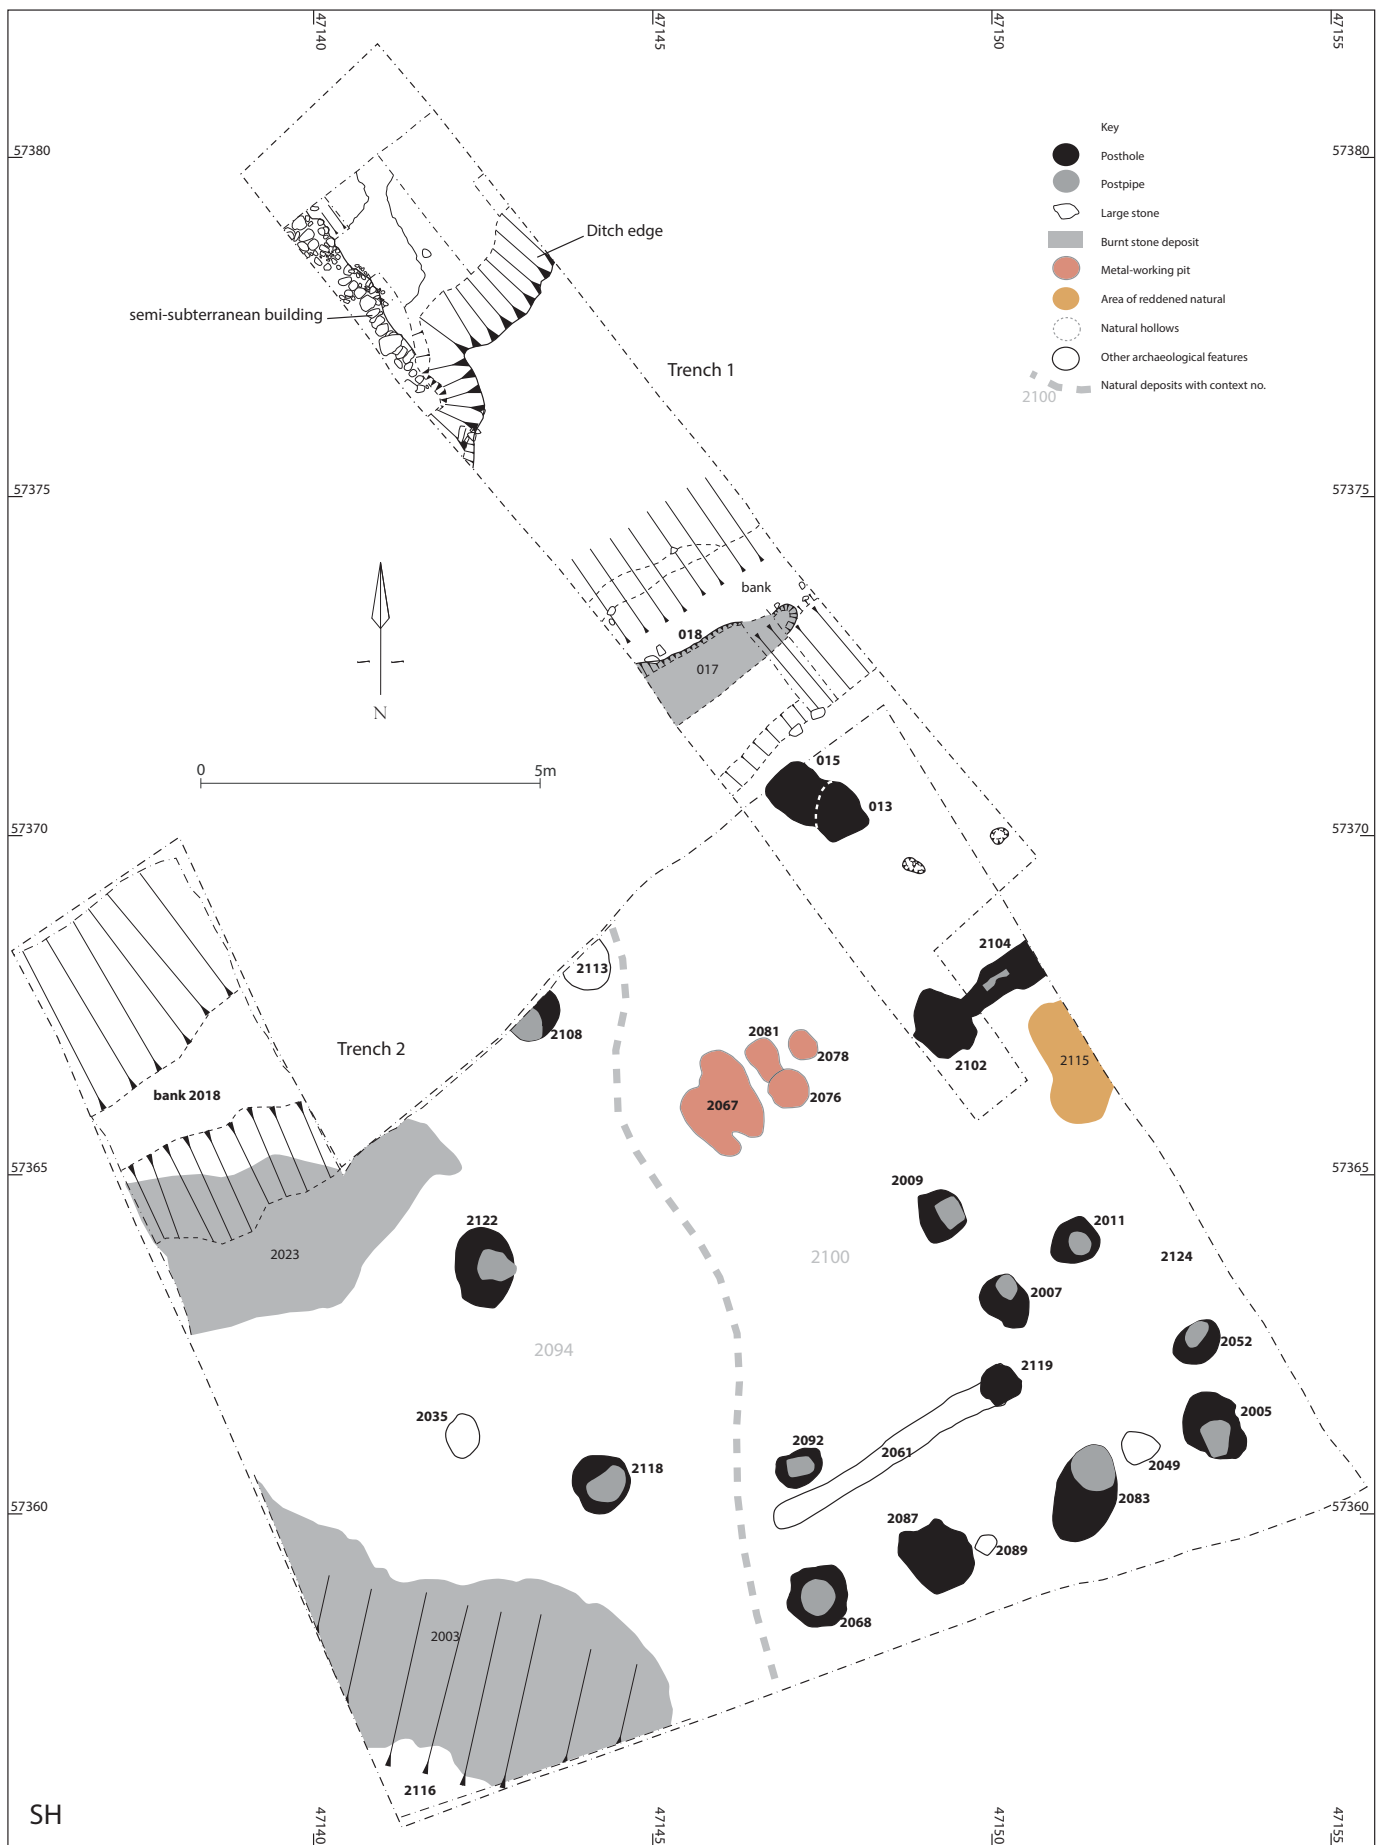 47140
47145
47150
47155
57380
57380
Key
Posthole
Postpipe
Large stone
Burnt stone deposit
Metal-working pit
Area of reddened natural
Natural hollows
Other archaeological features
2100
Natural deposits with context no.
Ditch edge
semi-subterranean building
Trench 1
57375
57375
bank
018
017
N
0
5m
015
013
57370
57370
2104
2113
2108
2081
2078
2102
2115
Trench 2
bank 2018
2067
2076
57365
57365
2009
2122
2011
2023
2100
2124
2007
2094
2052
2119
2035
2005
2092
2061
2118
2049
2083
57360
57360
2087
2089
2068
2003
2116
SH
47140
47145
47150
47155